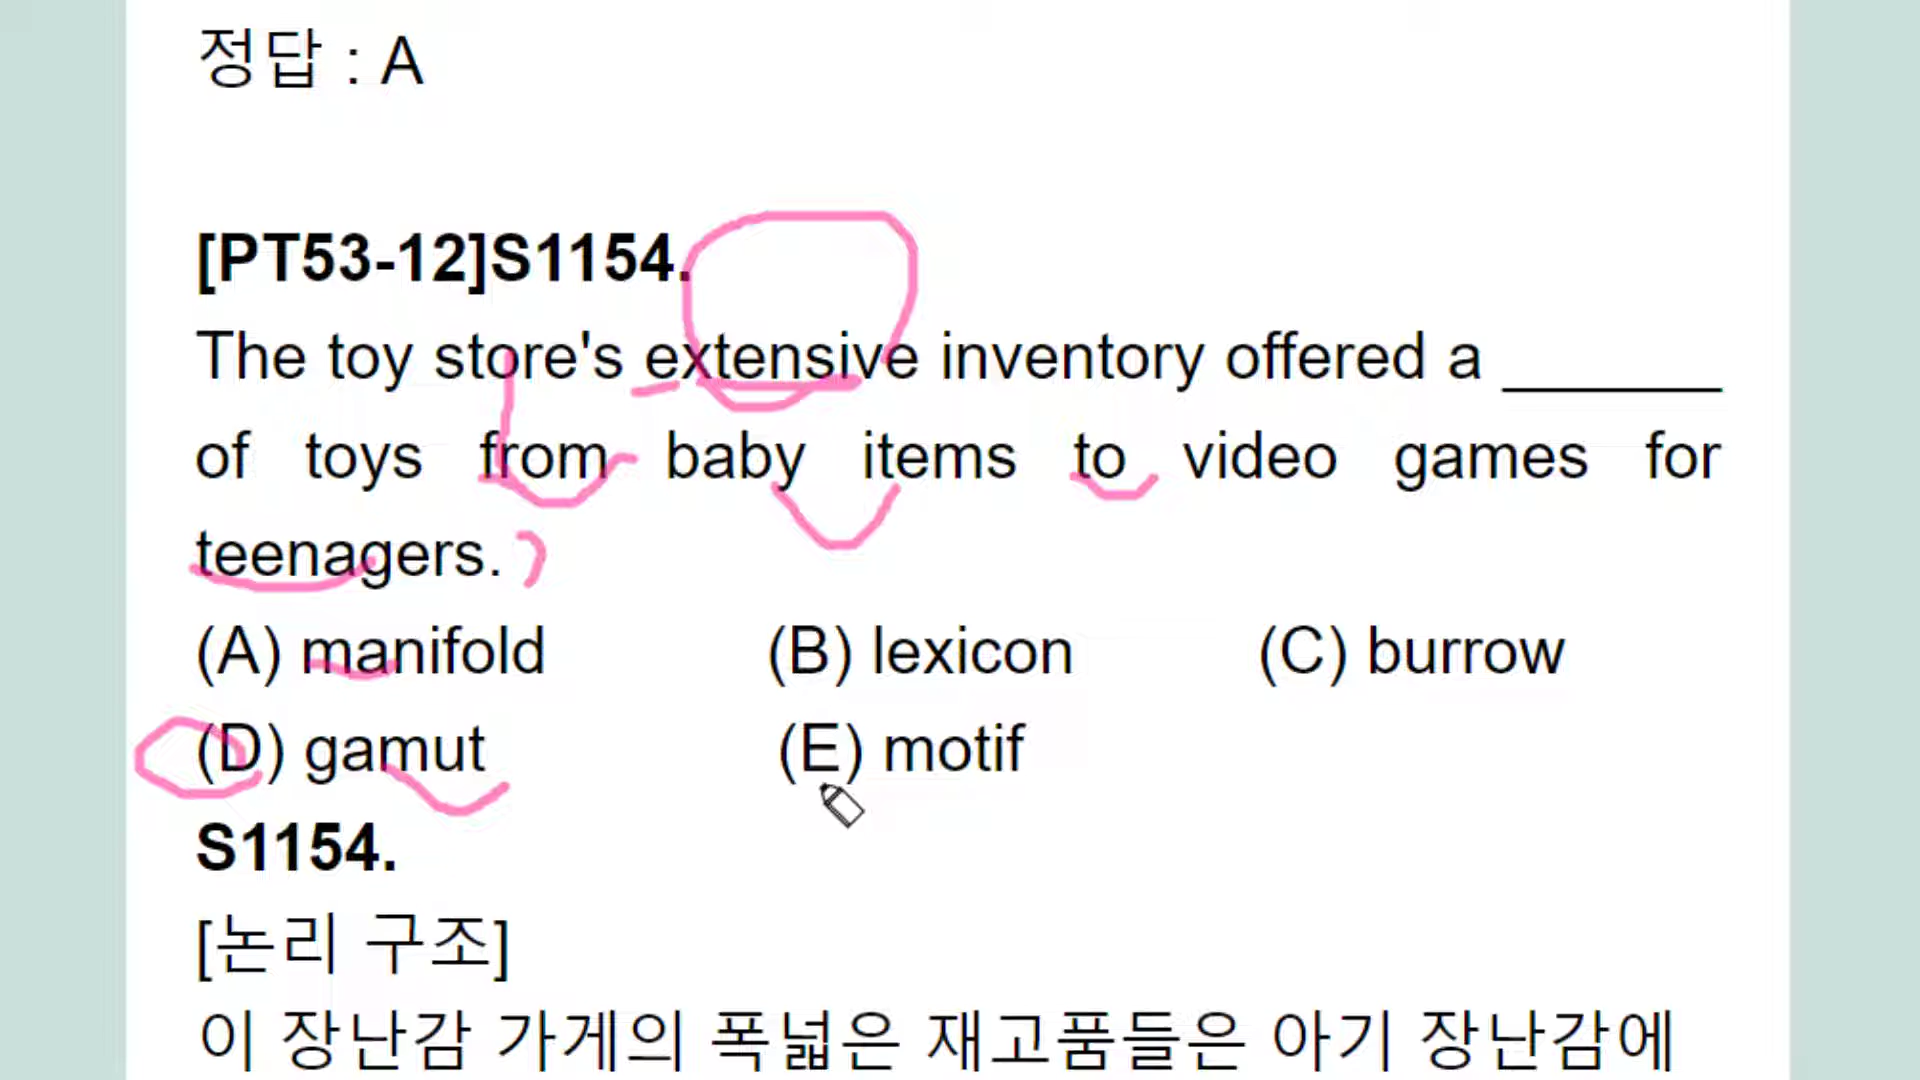 정답 : A
[PT53-12]S1154.
The toy store's extensive inventory offered a ______
of toys from baby items to video games for
teenagers.
(A) manifold (B) lexicon (C) burrow
(D) gamut (E) motif
S1154.
[논리 구조]
이 장난감 가게의 폭넓은 재고품들은 아기 장난감에